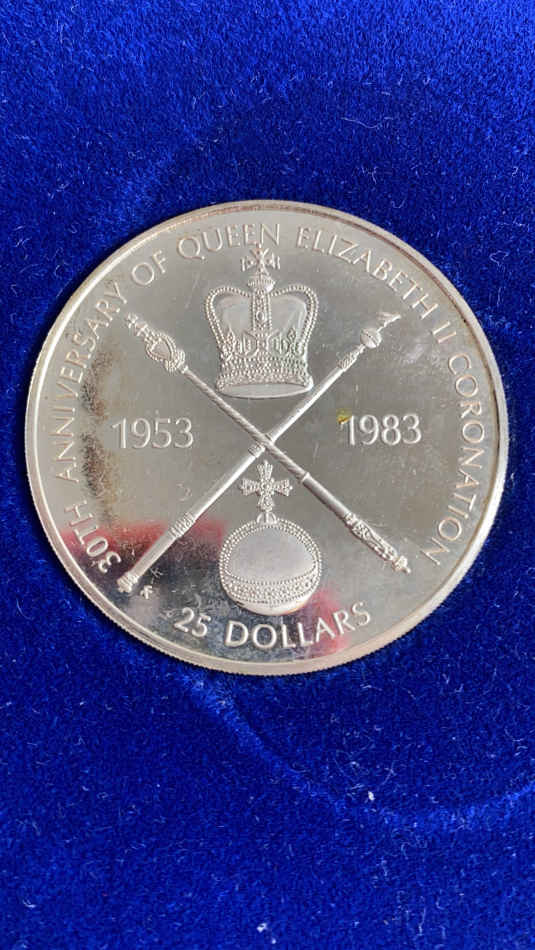 30TH ANNIVERSARY OF QUEEN ELIZABETH II CORONATION
1953 1983
25 DOLLARS